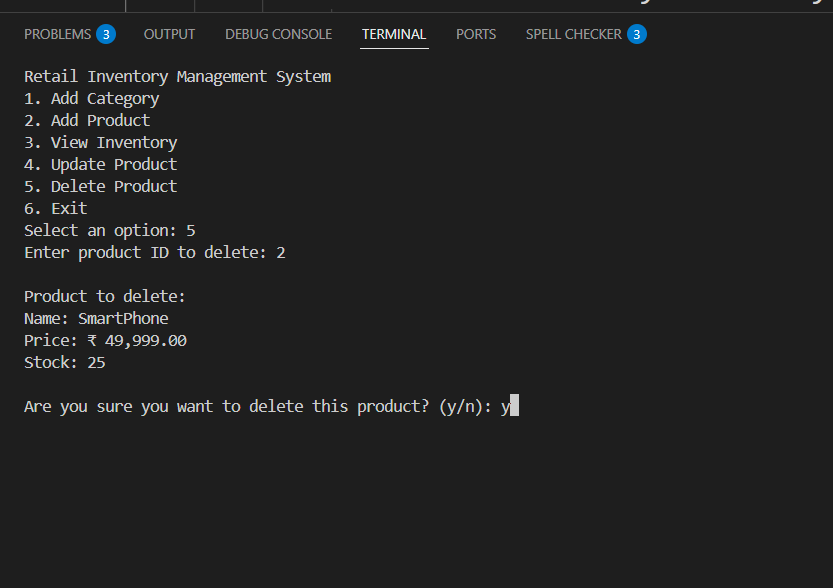 PROBLEMS 3 OUTPUT DEBUG CONSOLE TERMINAL PORTS SPELL CHECKER 3
Retail Inventory Management System
1. Add Category
2. Add Product
3. View Inventory
4. Update Product
5. Delete Product
6. Exit
Select an option: 5
Enter product ID to delete: 2
Product to delete:
Name: SmartPhone
Price: ₹ 49,999.00
Stock: 25
Are you sure you want to delete this product? (y/n): y